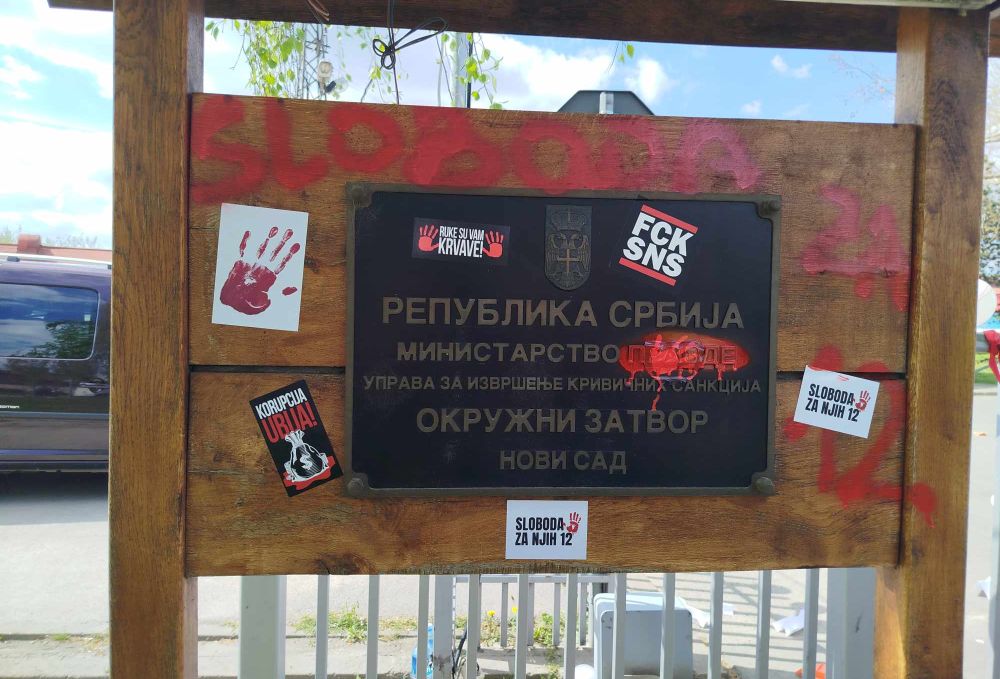 SLOBODA
ZA
12.
RUKE SU VAM
KRVAVE!
FCK
SNS
РЕПУБЛИКА СРБИЈА
МИНИСТАРСТВО
УПРАВА ЗА ИЗВРШЕЊЕ КРИВИЧНИХ САНКЦИЈА
ОКРУЖНИ ЗАТВОР
НОВИ САД
KORUPCIJA
UBIJA!
SLOBODA
ZA NJIH 12
SLOBODA
ZA NJIH 12